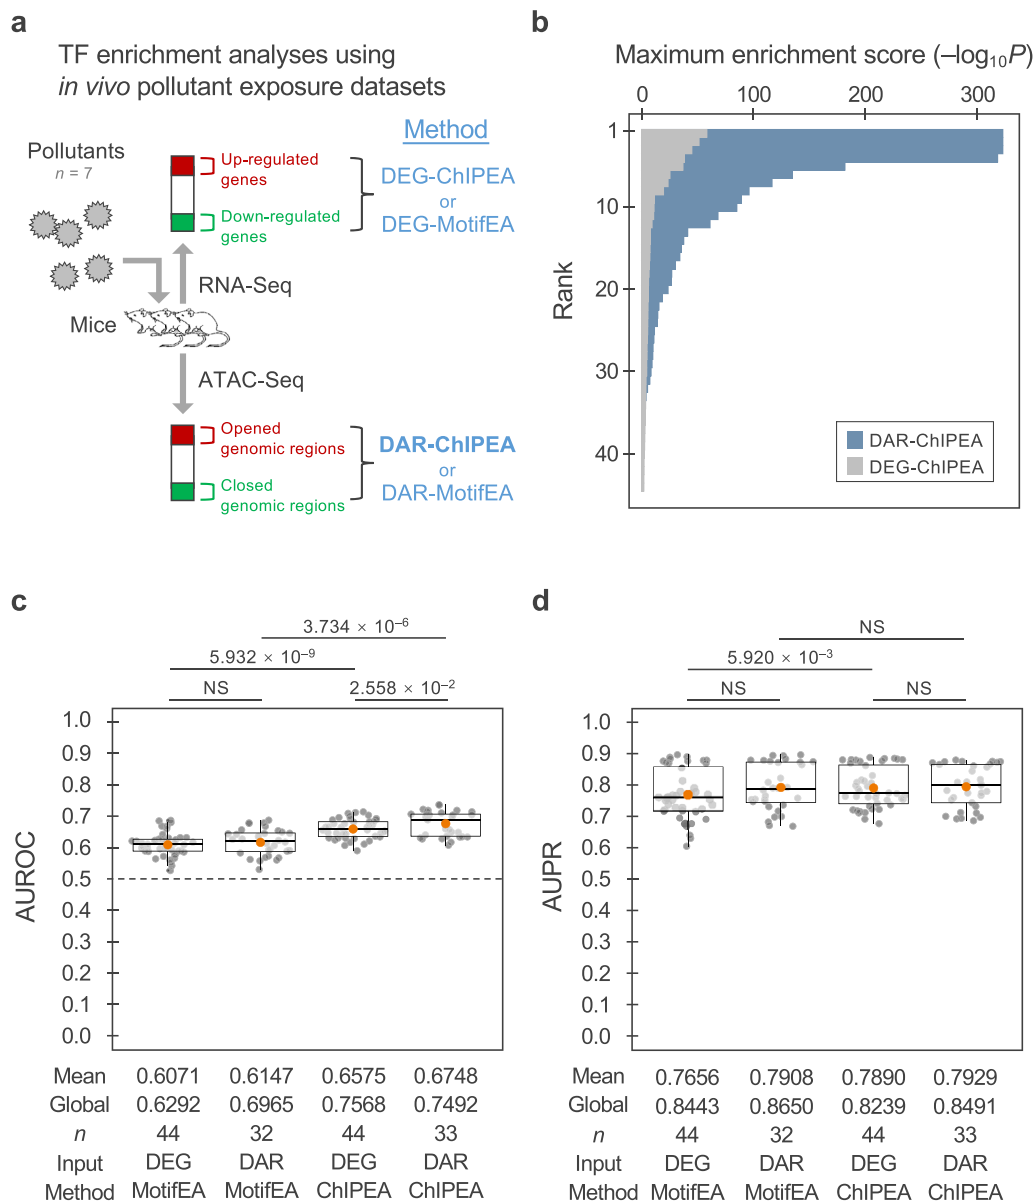 a
TF enrichment analyses using
in vivo pollutant exposure datasets
Pollutants
n = 7
Up-regulated
genes
Down-regulated
genes
Method
DEG-ChIPEA
or
DEG-MotifEA
RNA-Seq
Mice
ATAC-Seq
Opened
genomic regions
Closed
genomic regions
DAR-ChIPEA
or
DAR-MotifEA
b
Maximum enrichment score (–log₁₀P)
0 100 200 300
Rank
1
10
20
30
40
DAR-ChIPEA
DEG-ChIPEA
c
3.734 × 10⁻⁶
5.932 × 10⁻⁹
NS 2.558 × 10⁻²
AUROC
1.0
0.9
0.8
0.7
0.6
0.5
0.4
0.3
0.2
0.1
0.0
Mean 0.6071 0.6147 0.6575 0.6748
Global 0.6292 0.6965 0.7568 0.7492
n 44 32 44 33
Input DEG DAR DEG DAR
Method MotifEA MotifEA ChIPEA ChIPEA
d
NS
5.920 × 10⁻³
NS NS
AUPR
1.0
0.9
0.8
0.7
0.6
0.5
0.4
0.3
0.2
0.1
0.0
Mean 0.7656 0.7908 0.7890 0.7929
Global 0.8443 0.8650 0.8239 0.8491
n 44 32 44 33
Input DEG DAR DEG DAR
Method MotifEA MotifEA ChIPEA ChIPEA